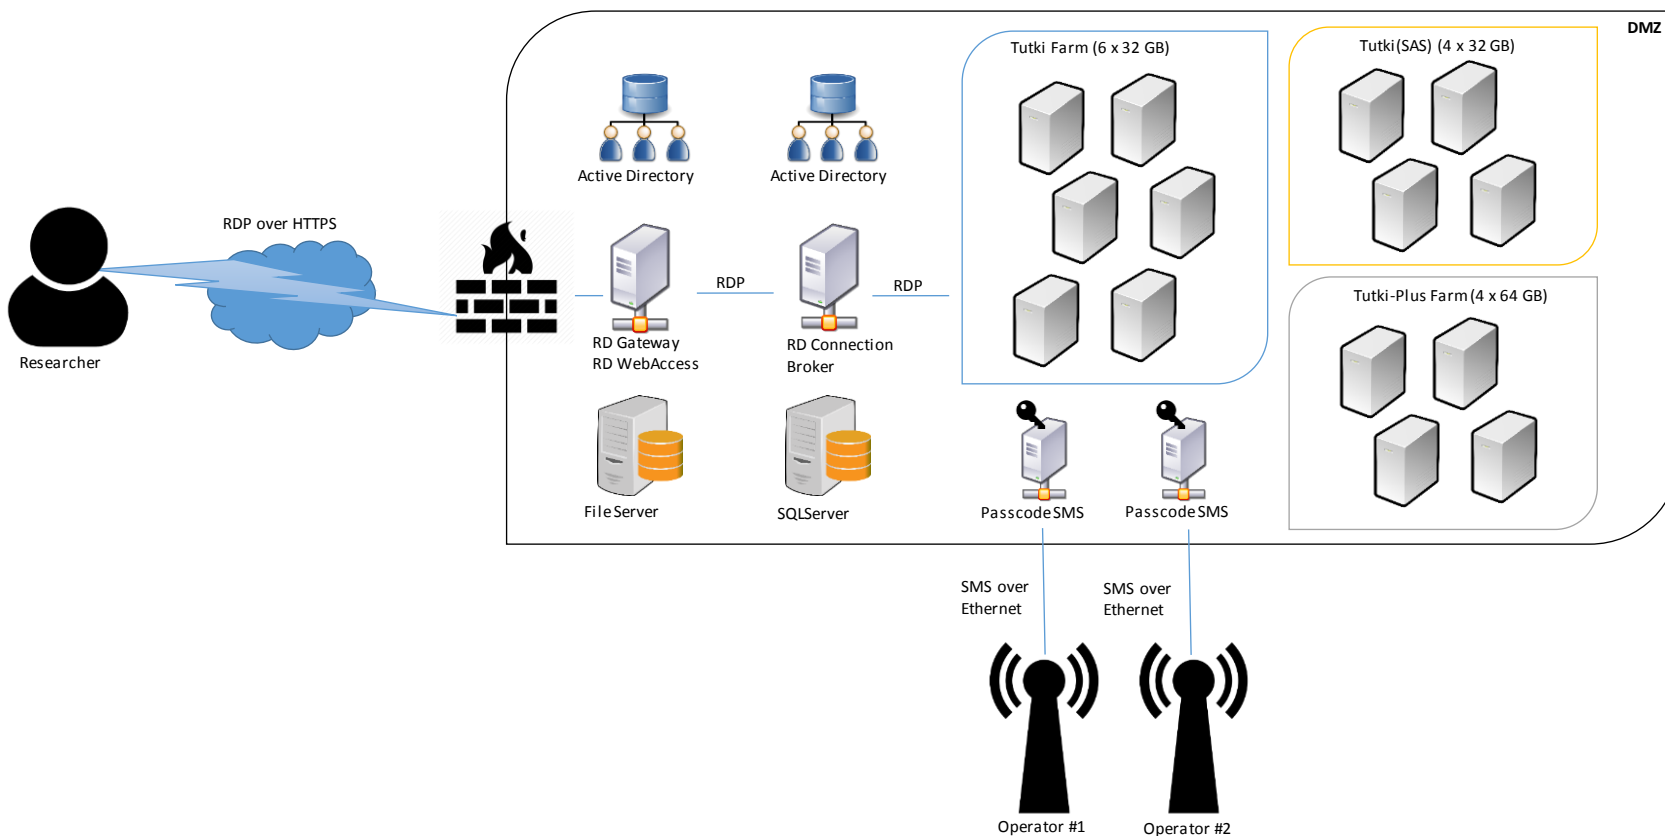 DMZ
Tutki Farm (6 x 32 GB)
Tutki(SAS) (4 x 32 GB)
Active Directory
Active Directory
RDP over HTTPS
RDP
RDP
Tutki-Plus Farm (4 x 64 GB)
RD Gateway
RD WebAccess
RD Connection
Broker
Researcher
File Server
SQLServer
Passcode SMS
Passcode SMS
SMS over
Ethernet
SMS over
Ethernet
Operator #1
Operator #2